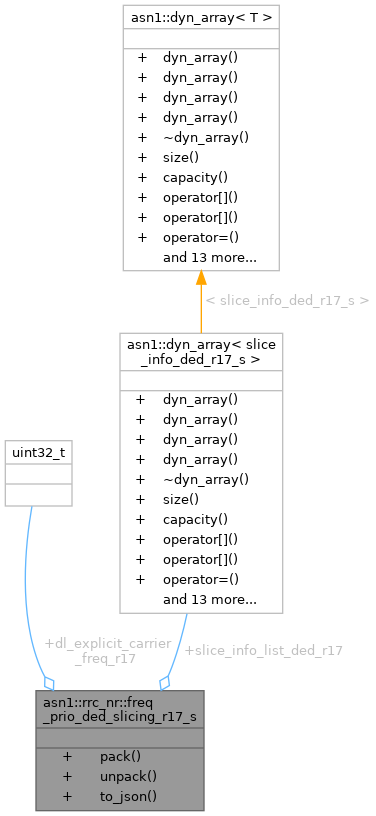 asn1::dyn_array< T >
+ dyn_array()
+ dyn_array()
+ dyn_array()
+ dyn_array()
+ ~dyn_array()
+ size()
+ capacity()
+ operator[]()
+ operator[]()
+ operator=()
and 13 more...
< slice_info_ded_r17_s >
asn1::dyn_array< slice
_info_ded_r17_s >
+ dyn_array()
+ dyn_array()
+ dyn_array()
+ dyn_array()
+ ~dyn_array()
+ size()
+ capacity()
+ operator[]()
+ operator[]()
+ operator=()
and 13 more...
uint32_t
+dl_explicit_carrier
_freq_r17
+slice_info_list_ded_r17
asn1::rrc_nr::freq
_prio_ded_slicing_r17_s
+ pack()
+ unpack()
+ to_json()